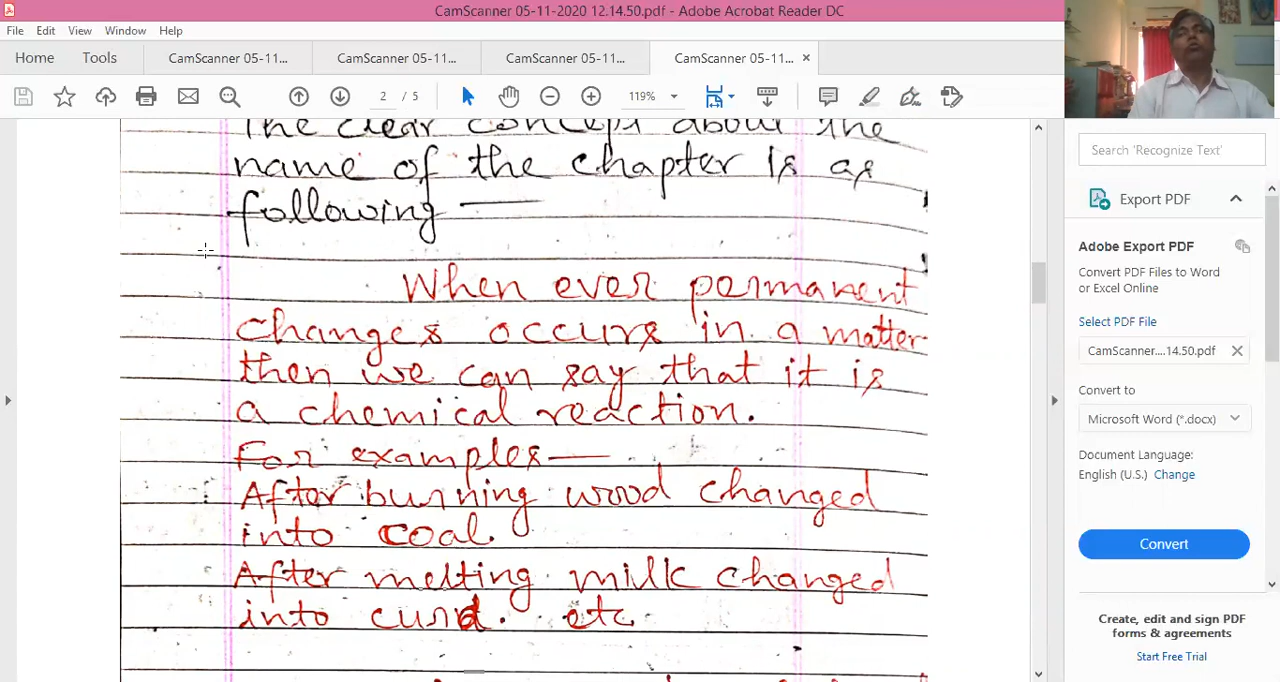 CamScanner 05-11-2020 12.14.50.pdf - Adobe Acrobat Reader DC
File Edit View Window Help
Home Tools CamScanner 05-11... CamScanner 05-11... CamScanner 05-11... CamScanner 05-11... ×
2 / 5 119%
The clear concept about the
name of the chapter is as
following —
When ever permanent
changes occurs in a matter
then we can say that it is
a chemical reaction.
For examples —
After burning wood changed
into coal.
After melting milk changed
into curd. etc
Search 'Recognize Text'
Export PDF
Adobe Export PDF
Convert PDF Files to Word
or Excel Online
Select PDF File
CamScanner....14.50.pdf
Convert to
Microsoft Word (*.docx)
Document Language:
English (U.S.) Change
Convert
Create, edit and sign PDF
forms & agreements
Start Free Trial